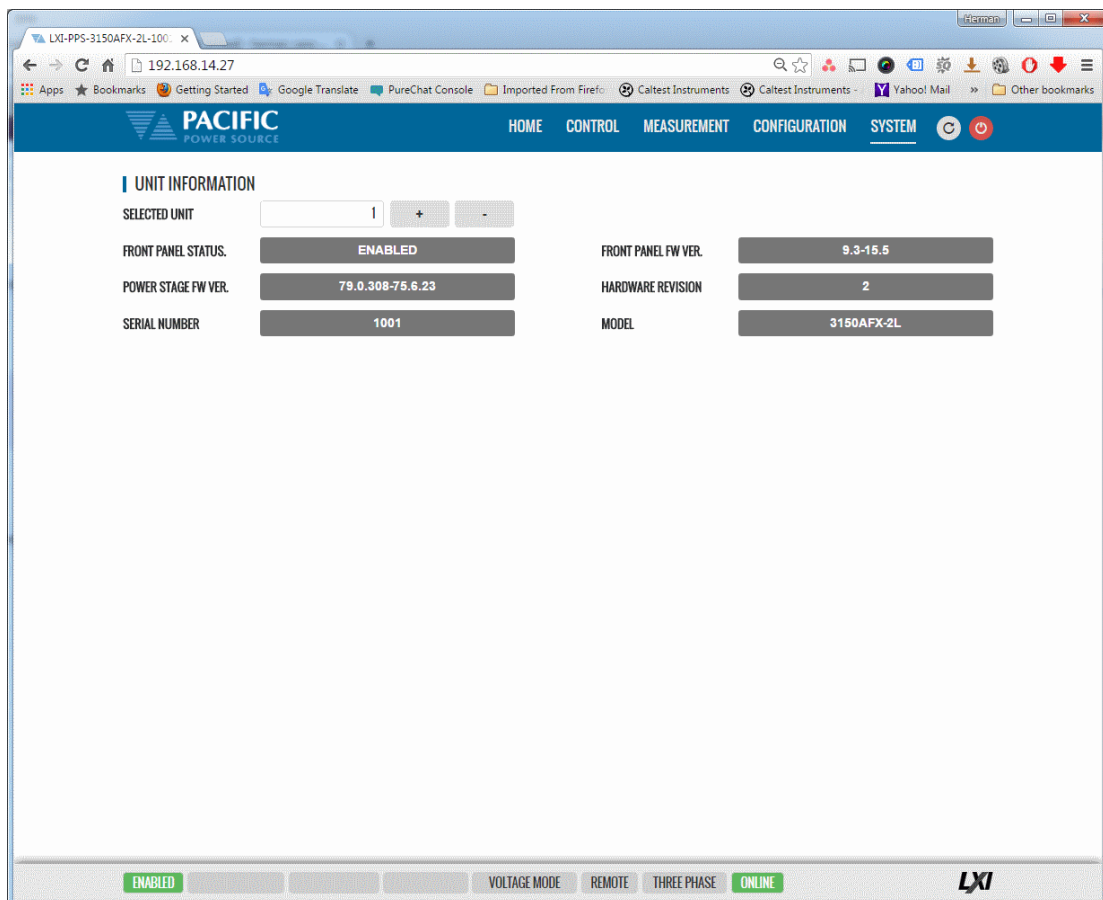 Herman
LXI-PPS-3150AFX-2L-100
192.168.14.27
Apps Bookmarks Getting Started Google Translate PureChat Console Imported From Firefo Caltest Instruments Caltest Instruments - Yahoo! Mail » Other bookmarks
PACIFIC
POWER SOURCE
HOME CONTROL MEASUREMENT CONFIGURATION SYSTEM
UNIT INFORMATION
SELECTED UNIT 1 + -
FRONT PANEL STATUS. ENABLED FRONT PANEL FW VER. 9.3-15.5
POWER STAGE FW VER. 79.0.308-75.6.23 HARDWARE REVISION 2
SERIAL NUMBER 1001 MODEL 3150AFX-2L
ENABLED VOLTAGE MODE REMOTE THREE PHASE ONLINE LXI